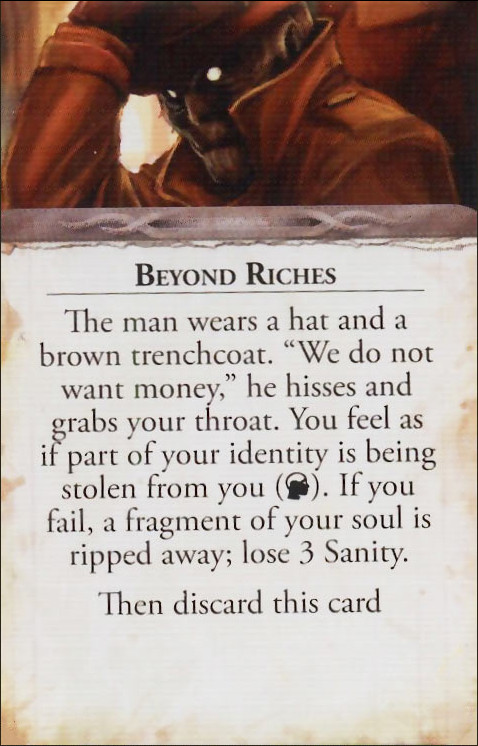 BEYOND RICHES
The man wears a hat and a
brown trenchcoat. “We do not
want money,” he hisses and
grabs your throat. You feel as
if part of your identity is being
stolen from you (). If you
fail, a fragment of your soul is
ripped away; lose 3 Sanity.
Then discard this card